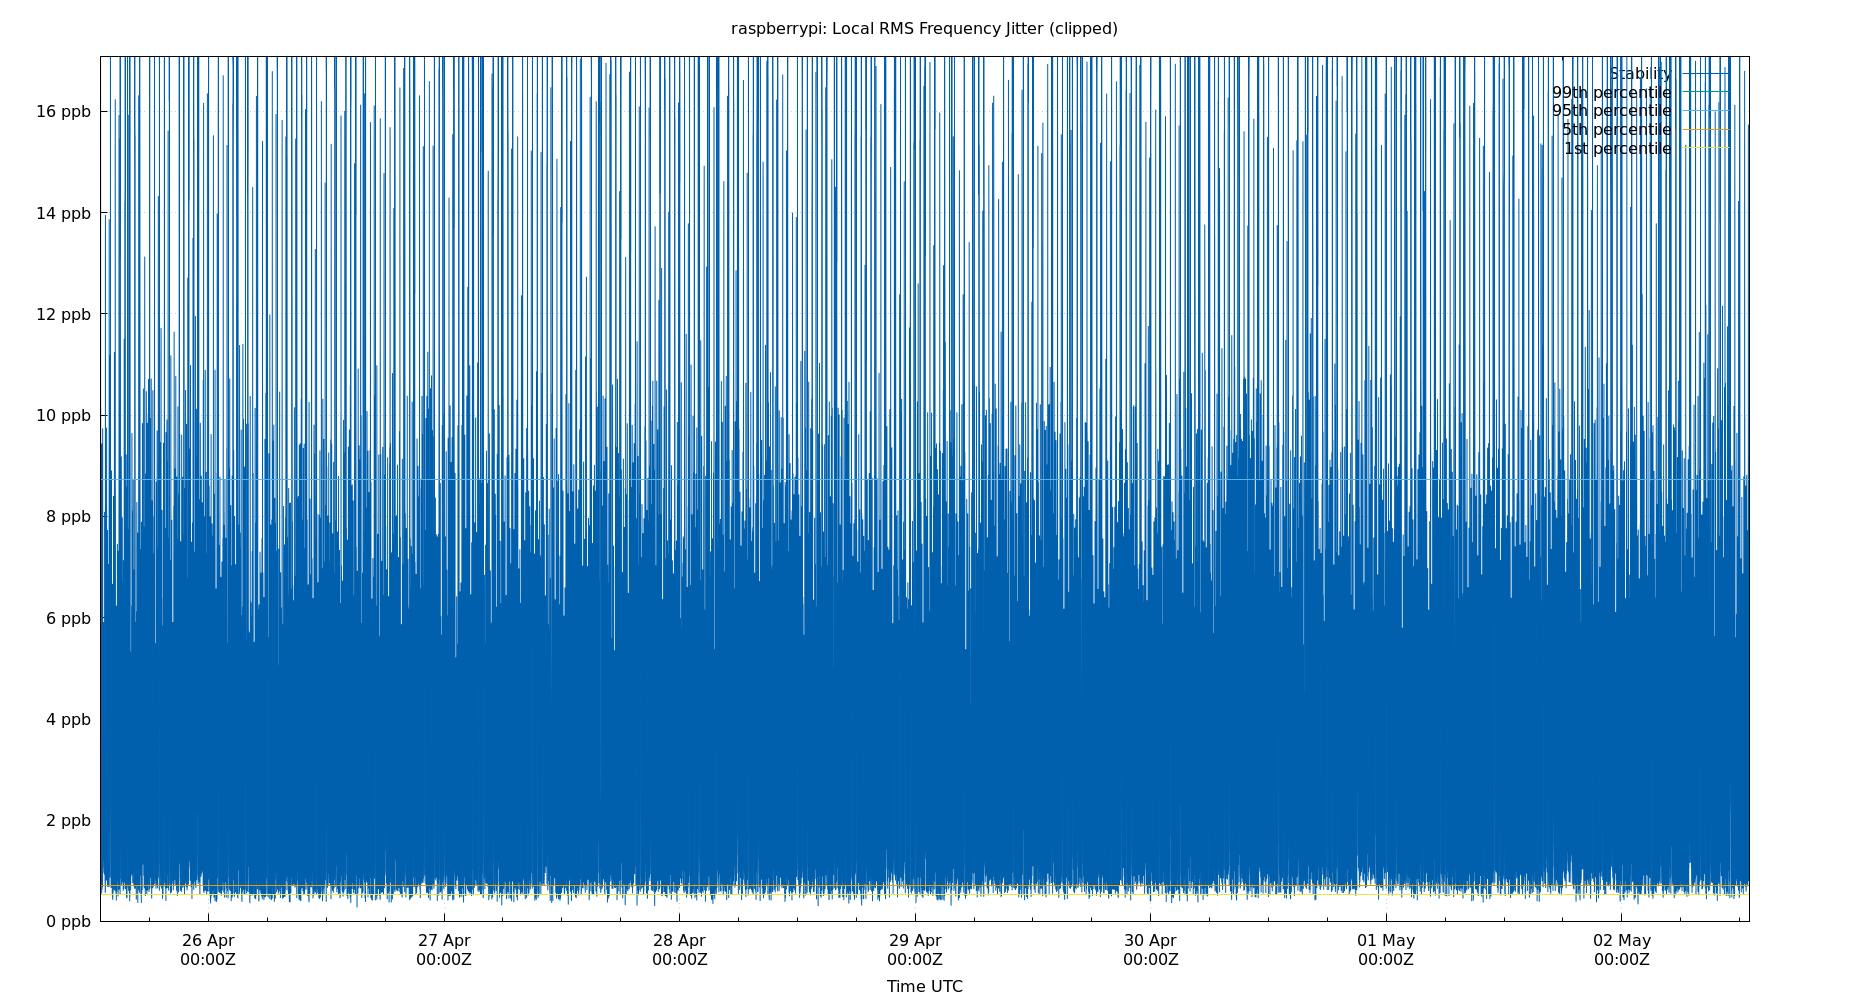 raspberrypi: Local RMS Frequency Jitter (clipped)
Stability
99th percentile
95th percentile
5th percentile
1st percentile
16 ppb
14 ppb
12 ppb
10 ppb
8 ppb
6 ppb
4 ppb
2 ppb
0 ppb
26 Apr 27 Apr 28 Apr 29 Apr 30 Apr 01 May 02 May
00:00Z 00:00Z 00:00Z 00:00Z 00:00Z 00:00Z 00:00Z
Time UTC